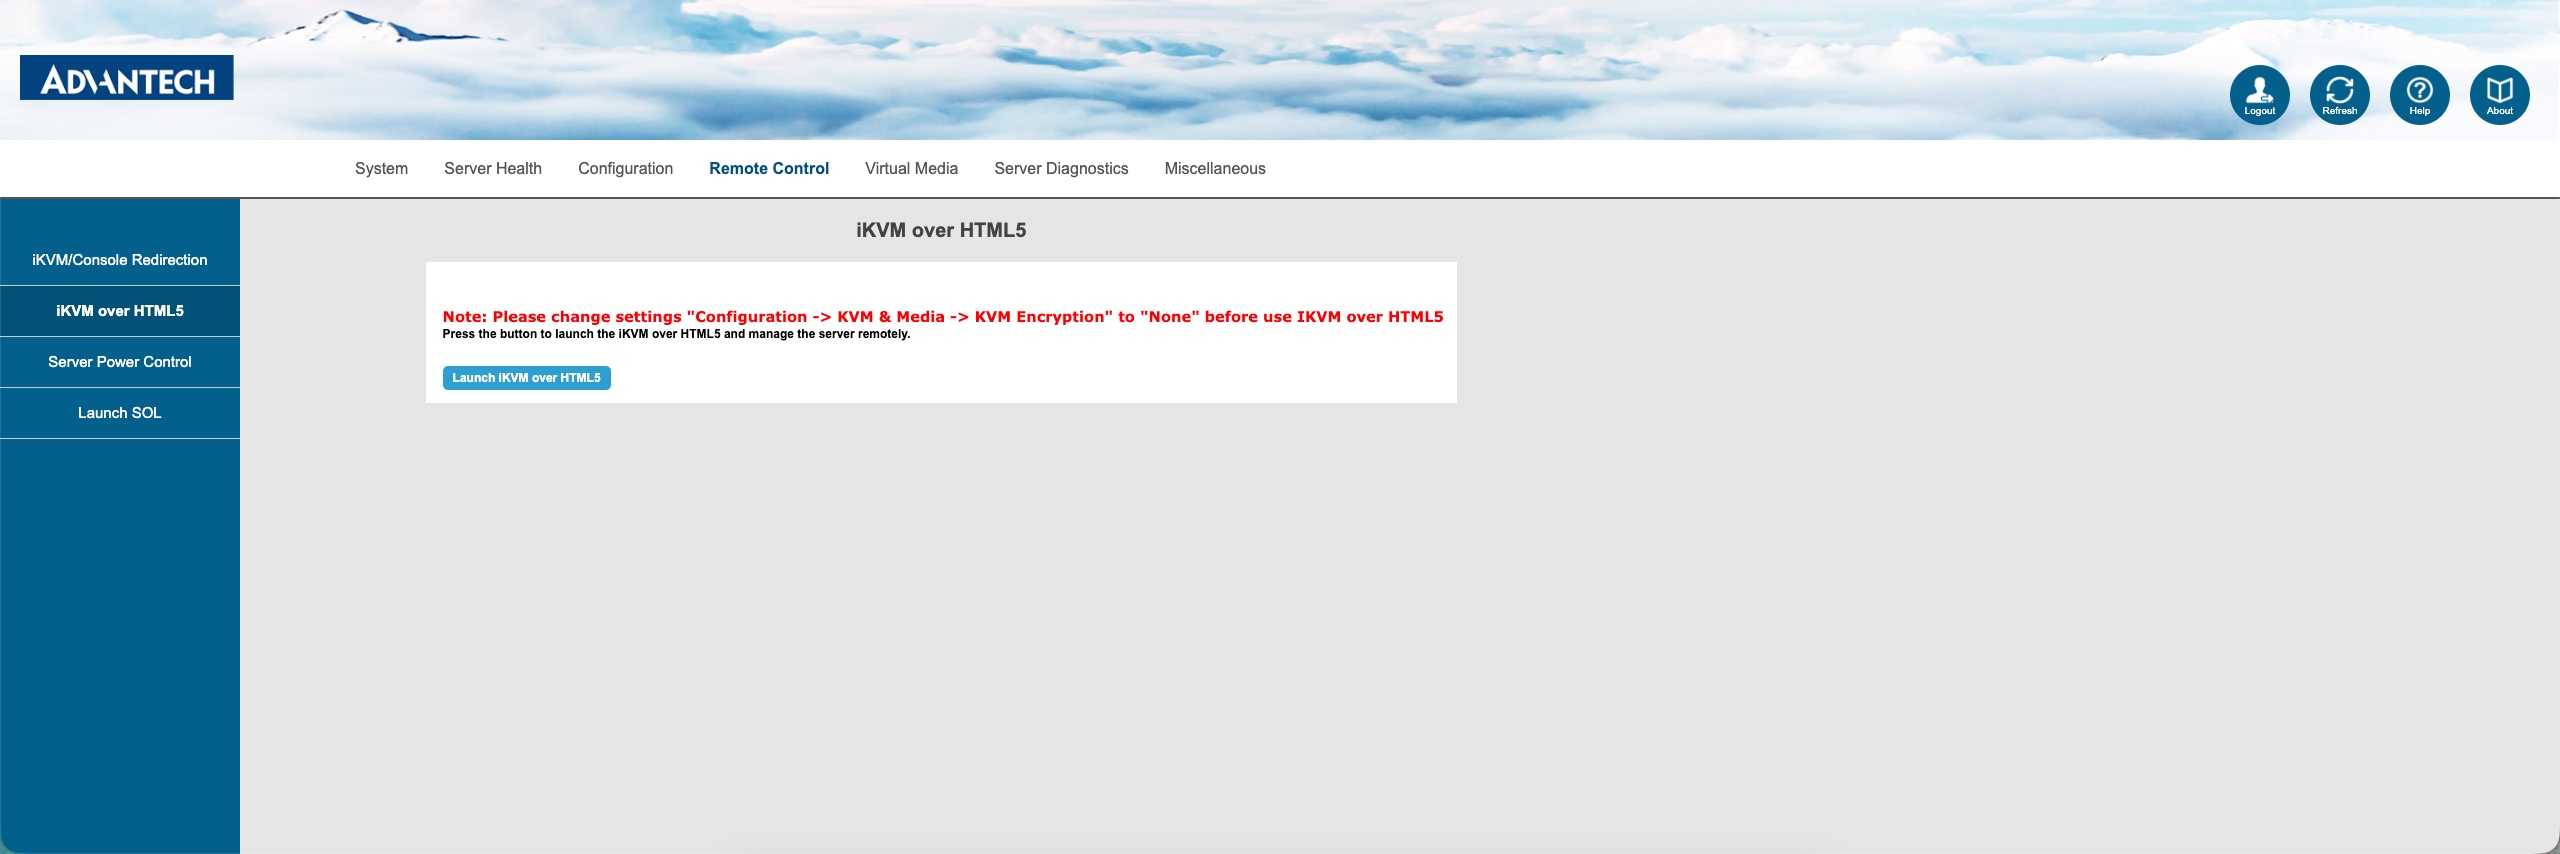 ADVANTECH
Logout
Refresh
Help
About
System
Server Health
Configuration
Remote Control
Virtual Media
Server Diagnostics
Miscellaneous
iKVM/Console Redirection
iKVM over HTML5
Server Power Control
Launch SOL
iKVM over HTML5
Note: Please change settings "Configuration -> KVM & Media -> KVM Encryption" to "None" before use IKVM over HTML5
Press the button to launch the iKVM over HTML5 and manage the server remotely.
Launch iKVM over HTML5